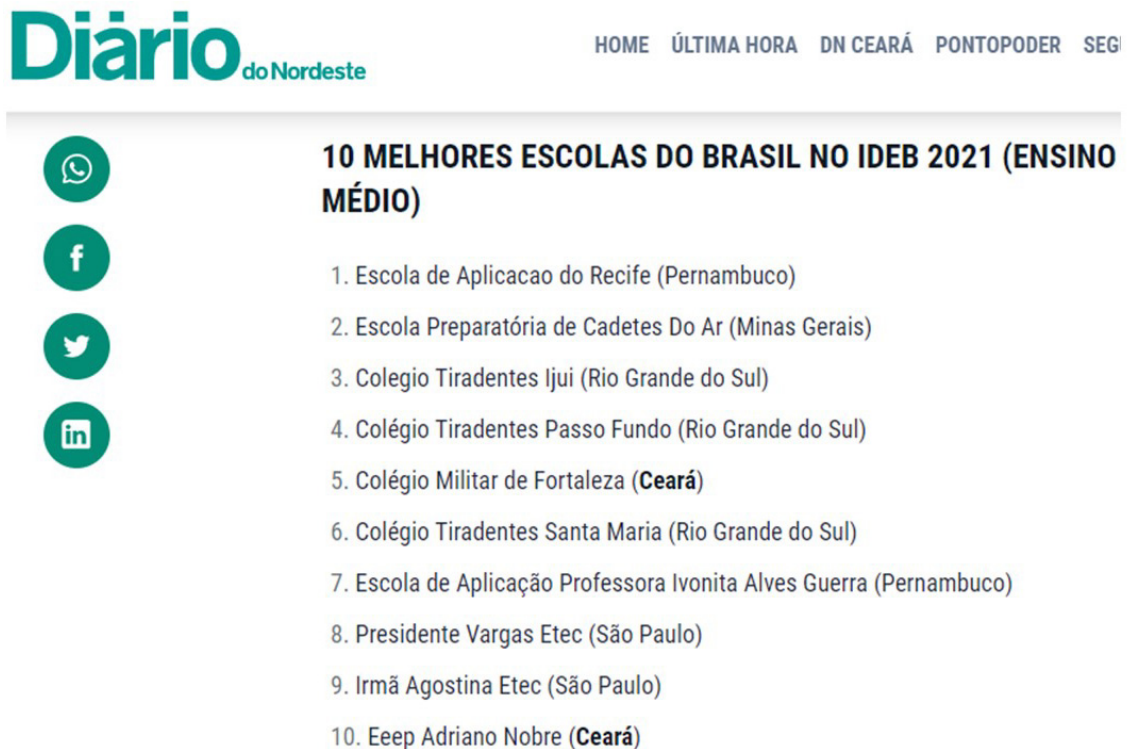 Diário do Nordeste
HOME ÚLTIMA HORA DN CEARÁ PONTOPODER SEGU
10 MELHORES ESCOLAS DO BRASIL NO IDEB 2021 (ENSINO
MÉDIO)
1. Escola de Aplicacao do Recife (Pernambuco)
2. Escola Preparatória de Cadetes Do Ar (Minas Gerais)
3. Colegio Tiradentes Ijui (Rio Grande do Sul)
4. Colégio Tiradentes Passo Fundo (Rio Grande do Sul)
5. Colégio Militar de Fortaleza (Ceará)
6. Colégio Tiradentes Santa Maria (Rio Grande do Sul)
7. Escola de Aplicação Professora Ivonita Alves Guerra (Pernambuco)
8. Presidente Vargas Etec (São Paulo)
9. Irmã Agostina Etec (São Paulo)
10. Eeep Adriano Nobre (Ceará)